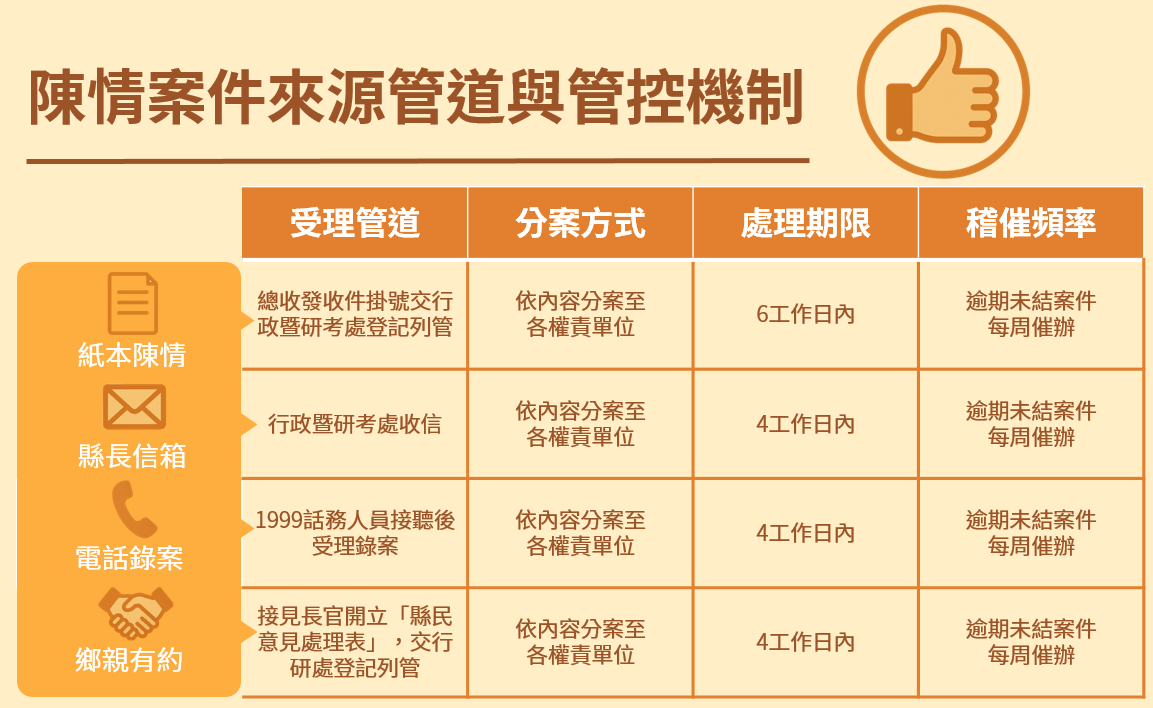 陳情案件來源管道與管控機制
受理管道
分案方式
處理期限
稽催頻率
紙本陳情
總收發收件掛號交行
政暨研考處登記列管
依內容分案至
各權責單位
6工作日內
逾期未結案件
每周催辦
縣長信箱
行政暨研考處收信
依內容分案至
各權責單位
4工作日內
逾期未結案件
每周催辦
電話錄案
1999話務人員接聽後
受理錄案
依內容分案至
各權責單位
4工作日內
逾期未結案件
每周催辦
鄉親有約
接見長官開立「縣民
意見處理表」，交行
研處登記列管
依內容分案至
各權責單位
4工作日內
逾期未結案件
每周催辦